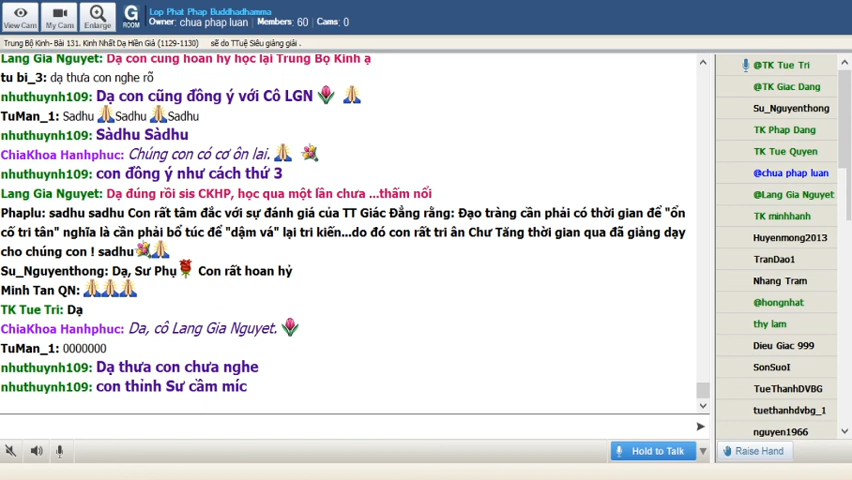 View Cam
My Cam
Enlarge
G
ROOM
Lop Phat Phap Buddhadhamma
Owner: chua phap luan / Members: 60 / Cams: 0
Trung Bộ Kinh- Bài 131. Kinh Nhất Dạ Hiền Giả (1129-1130) sẽ do TTuệ Siêu giảng giải .
Lang Gia Nguyet: Dạ con cũng hoan hỷ học lại Trung Bộ Kinh ạ
tu bi_3: dạ thưa con nghe rõ
nhuthuynh109: Dạ con cũng đồng ý với Cô LGN
TuMan_1: Sadhu Sadhu Sadhu
nhuthuynh109: Sàdhu Sàdhu
ChiaKhoa Hanhphuc: Chúng con có cơ ôn lai.
nhuthuynh109: con đồng ý như cách thứ 3
Lang Gia Nguyet: Dạ đúng rồi sis CKHP, học qua một lần chưa ...thấm nổi
Phaplu: sadhu sadhu Con rất tâm đắc với sự đánh giá của TT Giác Đẳng rằng: Đạo tràng cần phải có thời gian để "ổn
cố tri tân" nghĩa là cần phải bổ túc để "dậm vá" lại tri kiến...do đó con rất tri ân Chư Tăng thời gian qua đã giảng dạy
cho chúng con ! sadhu
Su_Nguyenthong: Dạ, Sư Phụ Con rất hoan hỷ
Minh Tan QN:
TK Tue Tri: Dạ
ChiaKhoa Hanhphuc: Da, cô Lang Gia Nguyet.
TuMan_1: 0000000
nhuthuynh109: Dạ thưa con chưa nghe
nhuthuynh109: con thỉnh Sư cầm míc
Hold to Talk
@TK Tue Tri
@TK Giac Dang
Su_Nguyenthong
TK Phap Dang
TK Tue Quyen
@chua phap luan
@Lang Gia Nguyet
TK minhhanh
Huyenmong2013
TranDao1
Nhang Tram
@hongnhat
thy lam
Dieu Giac 999
SonSuoI
TueThanhDVBG
tuethanhdvbg_1
nguyen1966
Raise Hand